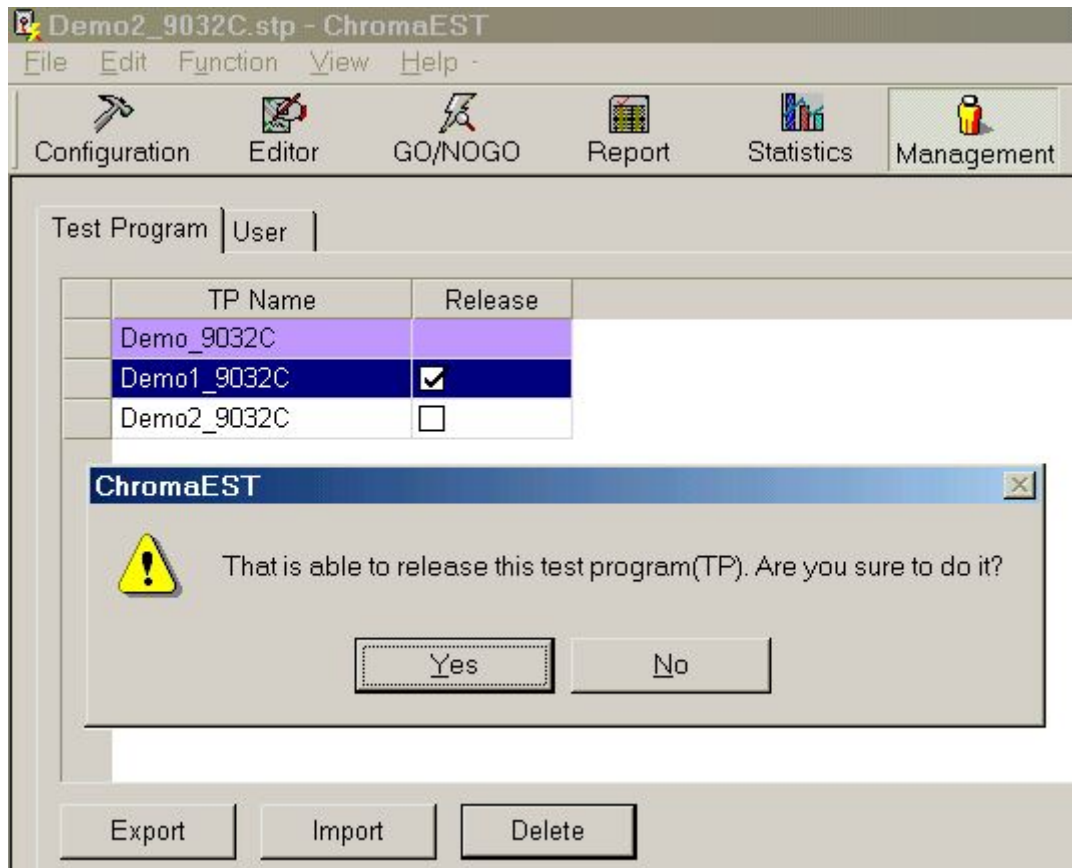 Demo2_9032C.stp - ChromaEST
File Edit Function View Help -
Configuration Editor GO/NOGO Report Statistics Management
Test Program User
TP Name Release
Demo_9032C
Demo1_9032C
Demo2_9032C
ChromaEST
That is able to release this test program(TP). Are you sure to do it?
Yes No
Export Import Delete